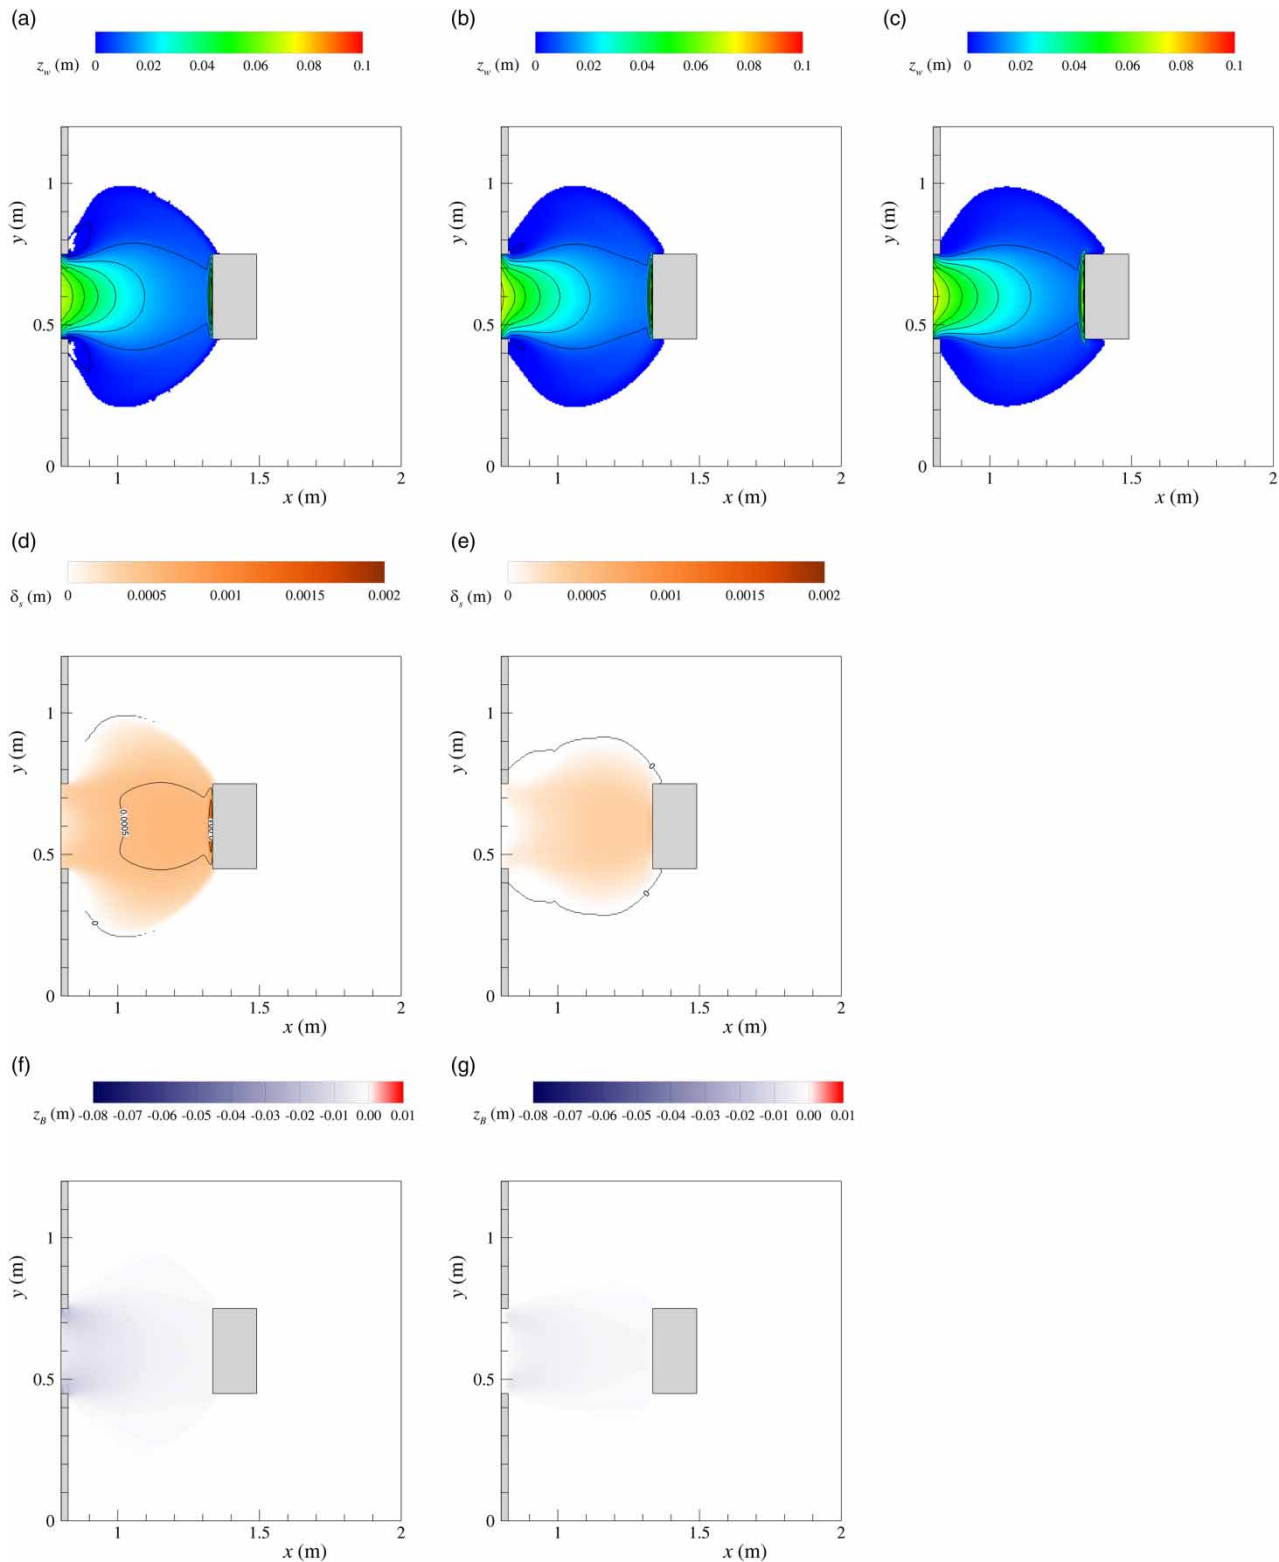 (a) (b) (c)
z_w (m) 0 0.02 0.04 0.06 0.08 0.1 z_w (m) 0 0.02 0.04 0.06 0.08 0.1 z_w (m) 0 0.02 0.04 0.06 0.08 0.1
1 1 1
y (m) y (m) y (m)
0.5 0.5 0.5
0 0 0
1 1.5 2 1 1.5 2 1 1.5 2
x (m) x (m) x (m)
(d) (e)
δ_s (m) 0 0.0005 0.001 0.0015 0.002 δ_s (m) 0 0.0005 0.001 0.0015 0.002
1 1
y (m) y (m)
0
0.0005
0.5 0.5
0 0
0 0
1 1.5 2 1 1.5 2
x (m) x (m)
(f) (g)
z_B (m) -0.08 -0.07 -0.06 -0.05 -0.04 -0.03 -0.02 -0.01 0.00 0.01 z_B (m) -0.08 -0.07 -0.06 -0.05 -0.04 -0.03 -0.02 -0.01 0.00 0.01
1 1
y (m) y (m)
0.5 0.5
0 0
1 1.5 2 1 1.5 2
x (m) x (m)